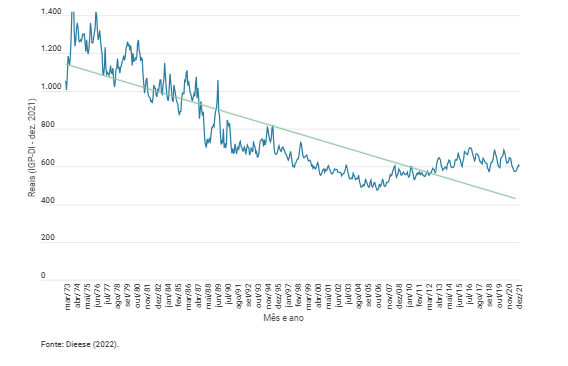 1.400
1.200
1.000
800
600
400
200
0
Reais (IGP-DI - dez. 2021)
mar/73 abr/74 mai/75 jun/76 jul/77 ago/78 set/79 out/80 nov/81 dez/82 jan/84 fev/85 mar/86 abr/87 mai/88 jun/89 jul/90 ago/91 set/92 out/93 nov/94 dez/95 jan/97 fev/98 mar/99 abr/00 mai/01 jun/02 jul/03 ago/04 set/05 out/06 nov/07 dez/08 jan/10 fev/11 mar/12 abr/13 mai/14 jun/15 jul/16 ago/17 set/18 out/19 nov/20 dez/21
Mês e ano
Fonte: Dieese (2022).